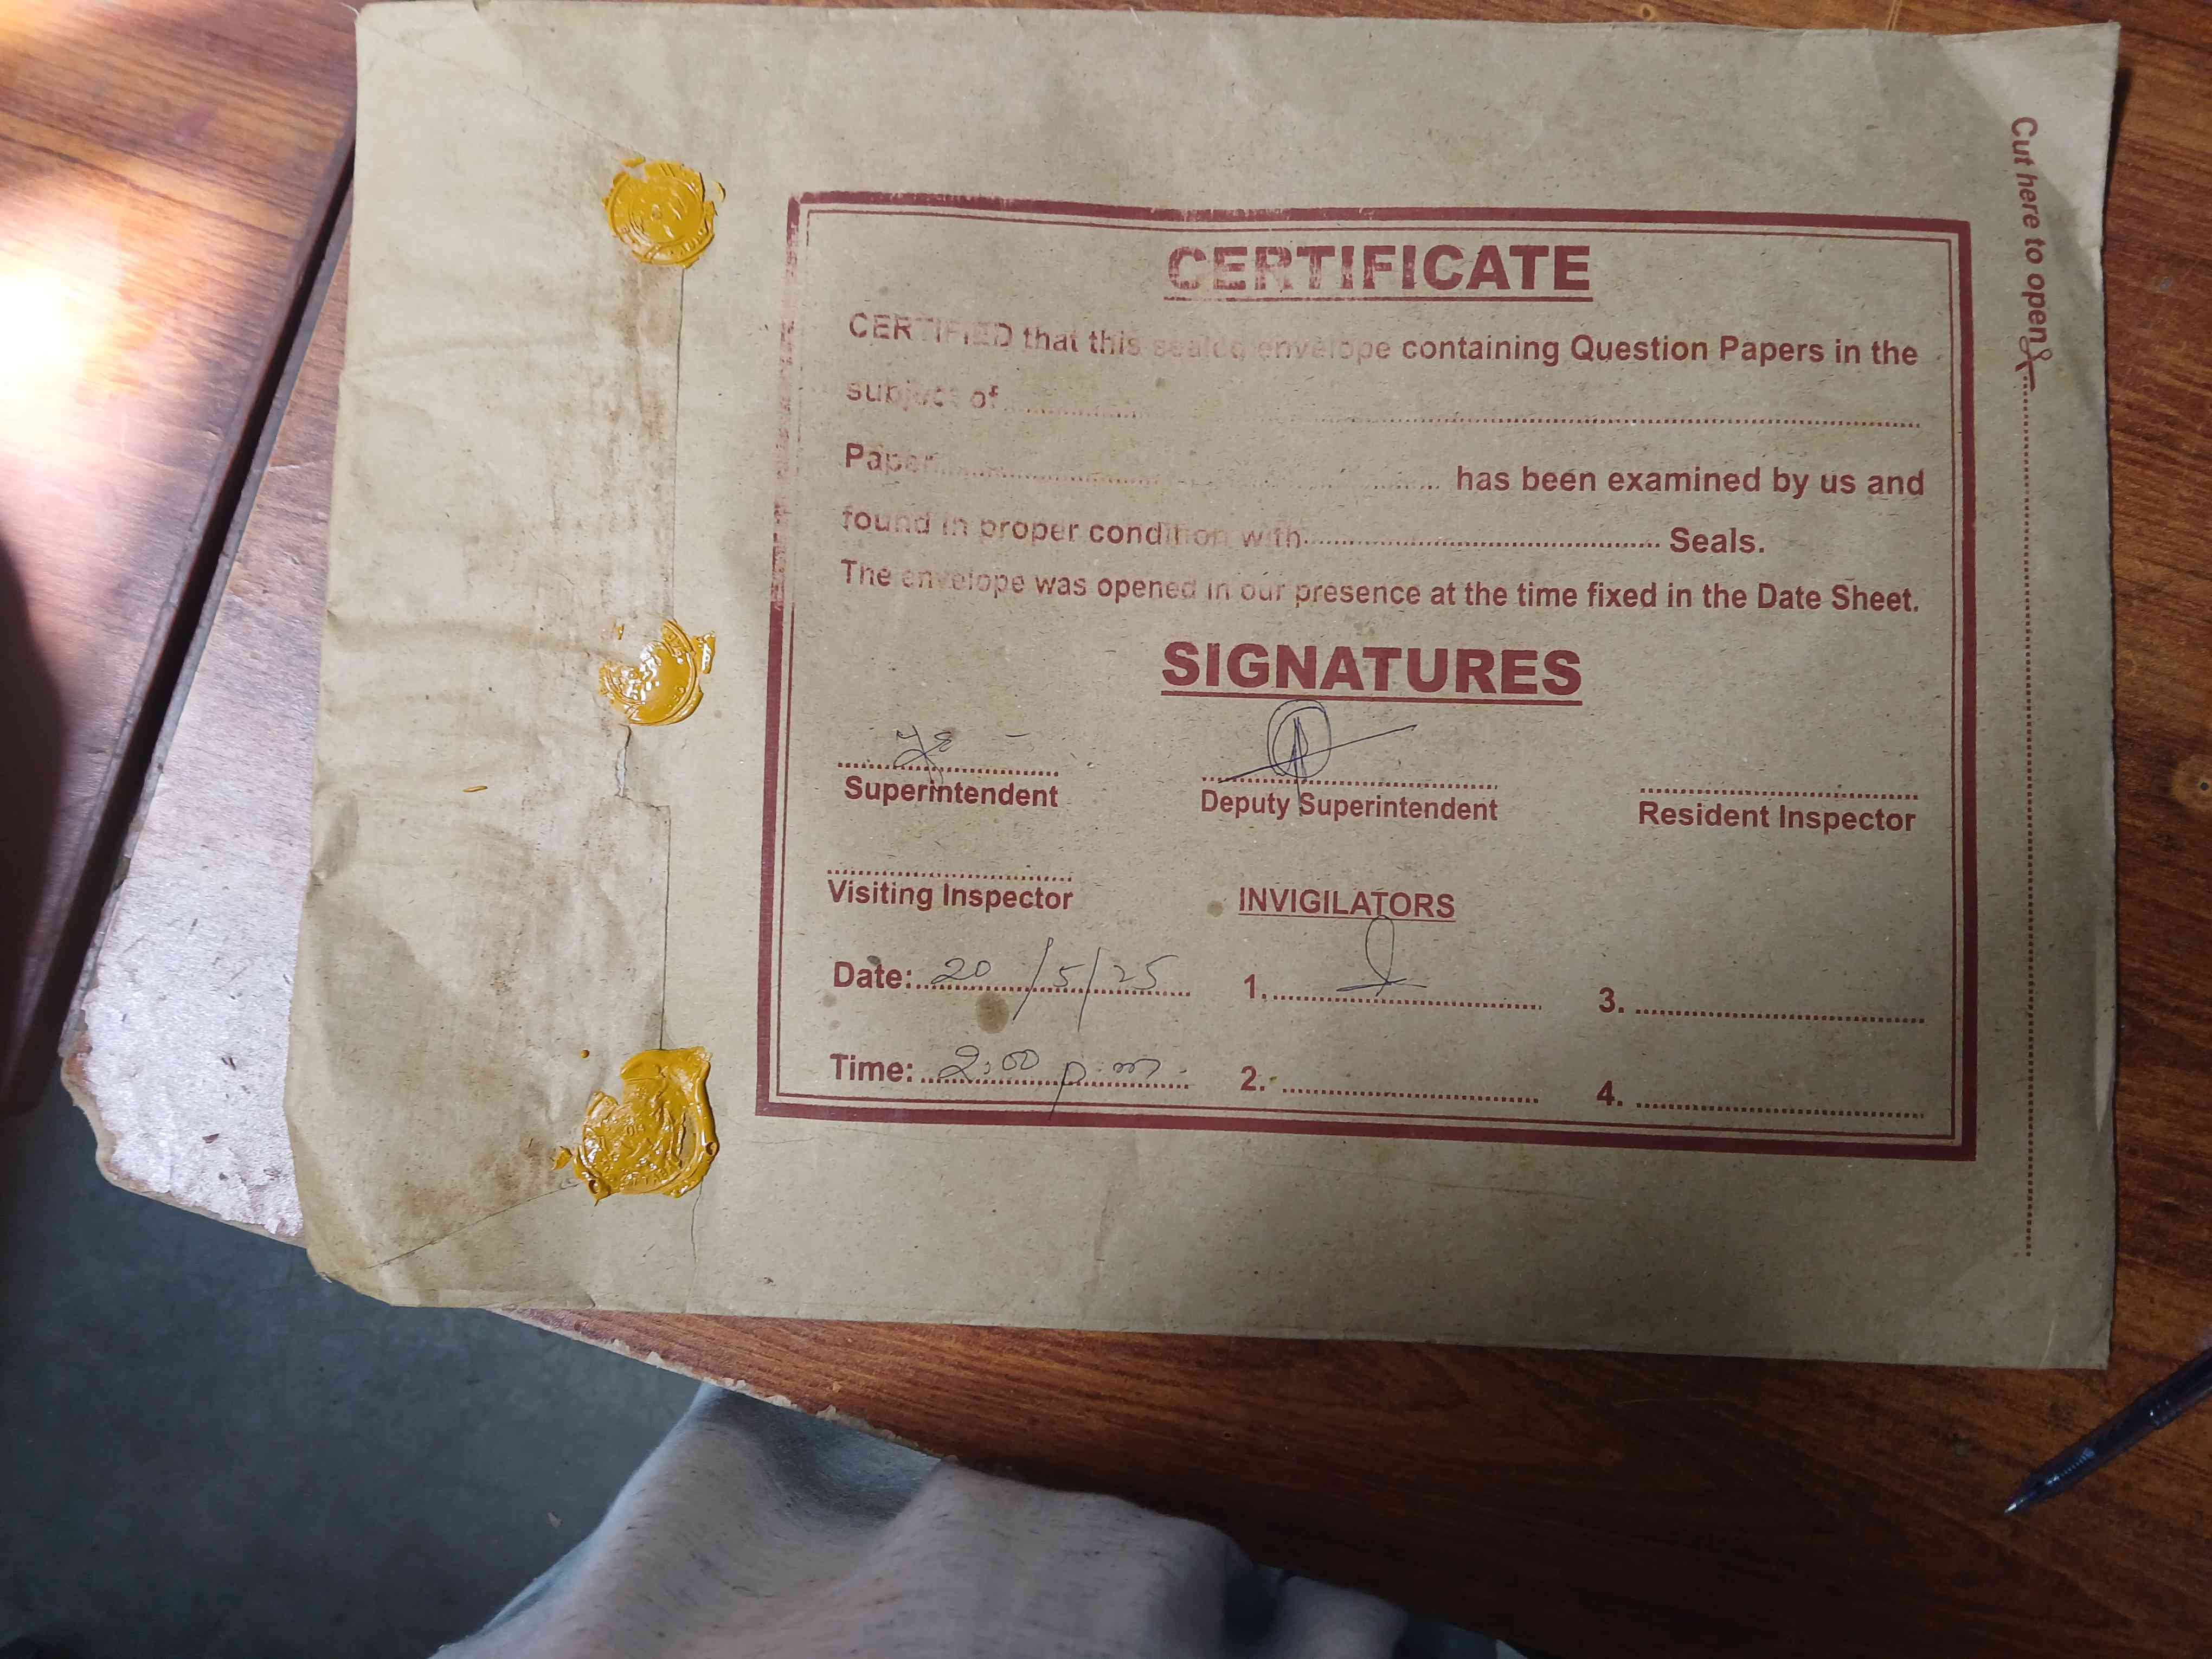 CERTIFICATE
CERTIFIED that this sealed envelope containing Question Papers in the
subject of
Paper has been examined by us and
found in proper condition with Seals.
The envelope was opened in our presence at the time fixed in the Date Sheet.
SIGNATURES
Superintendent Deputy Superintendent Resident Inspector
Visiting Inspector INVIGILATORS
Date: 20/5/25 1. 3.
Time: 2:00 p.m. 2. 4.
Cut here to open